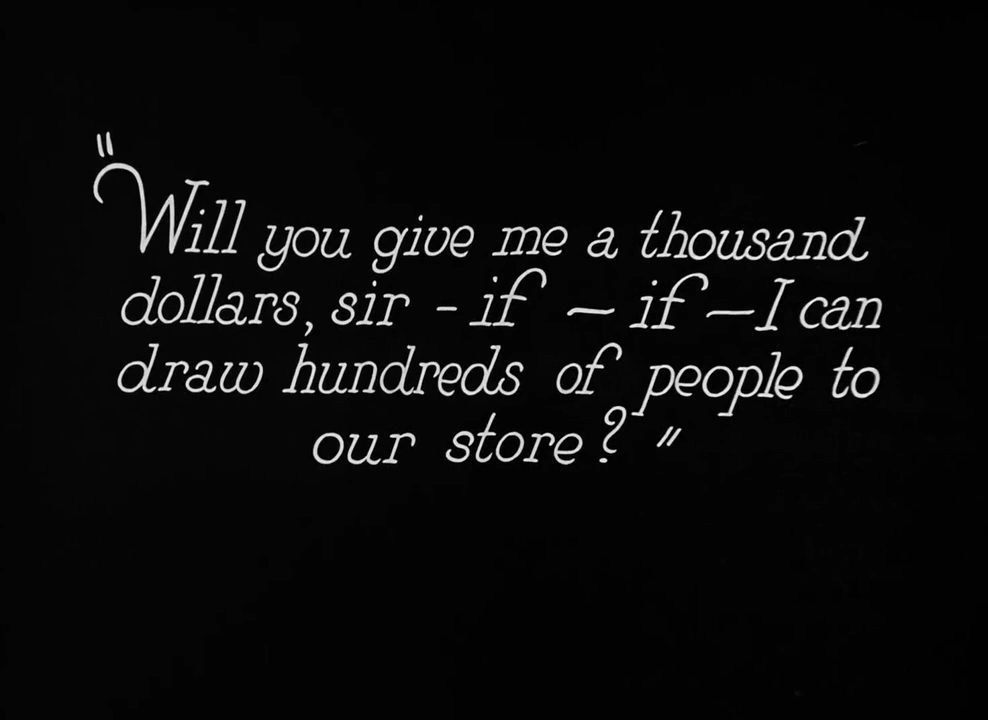 "Will you give me a thousand
dollars, sir - if — if —I can
draw hundreds of people to
our store?"